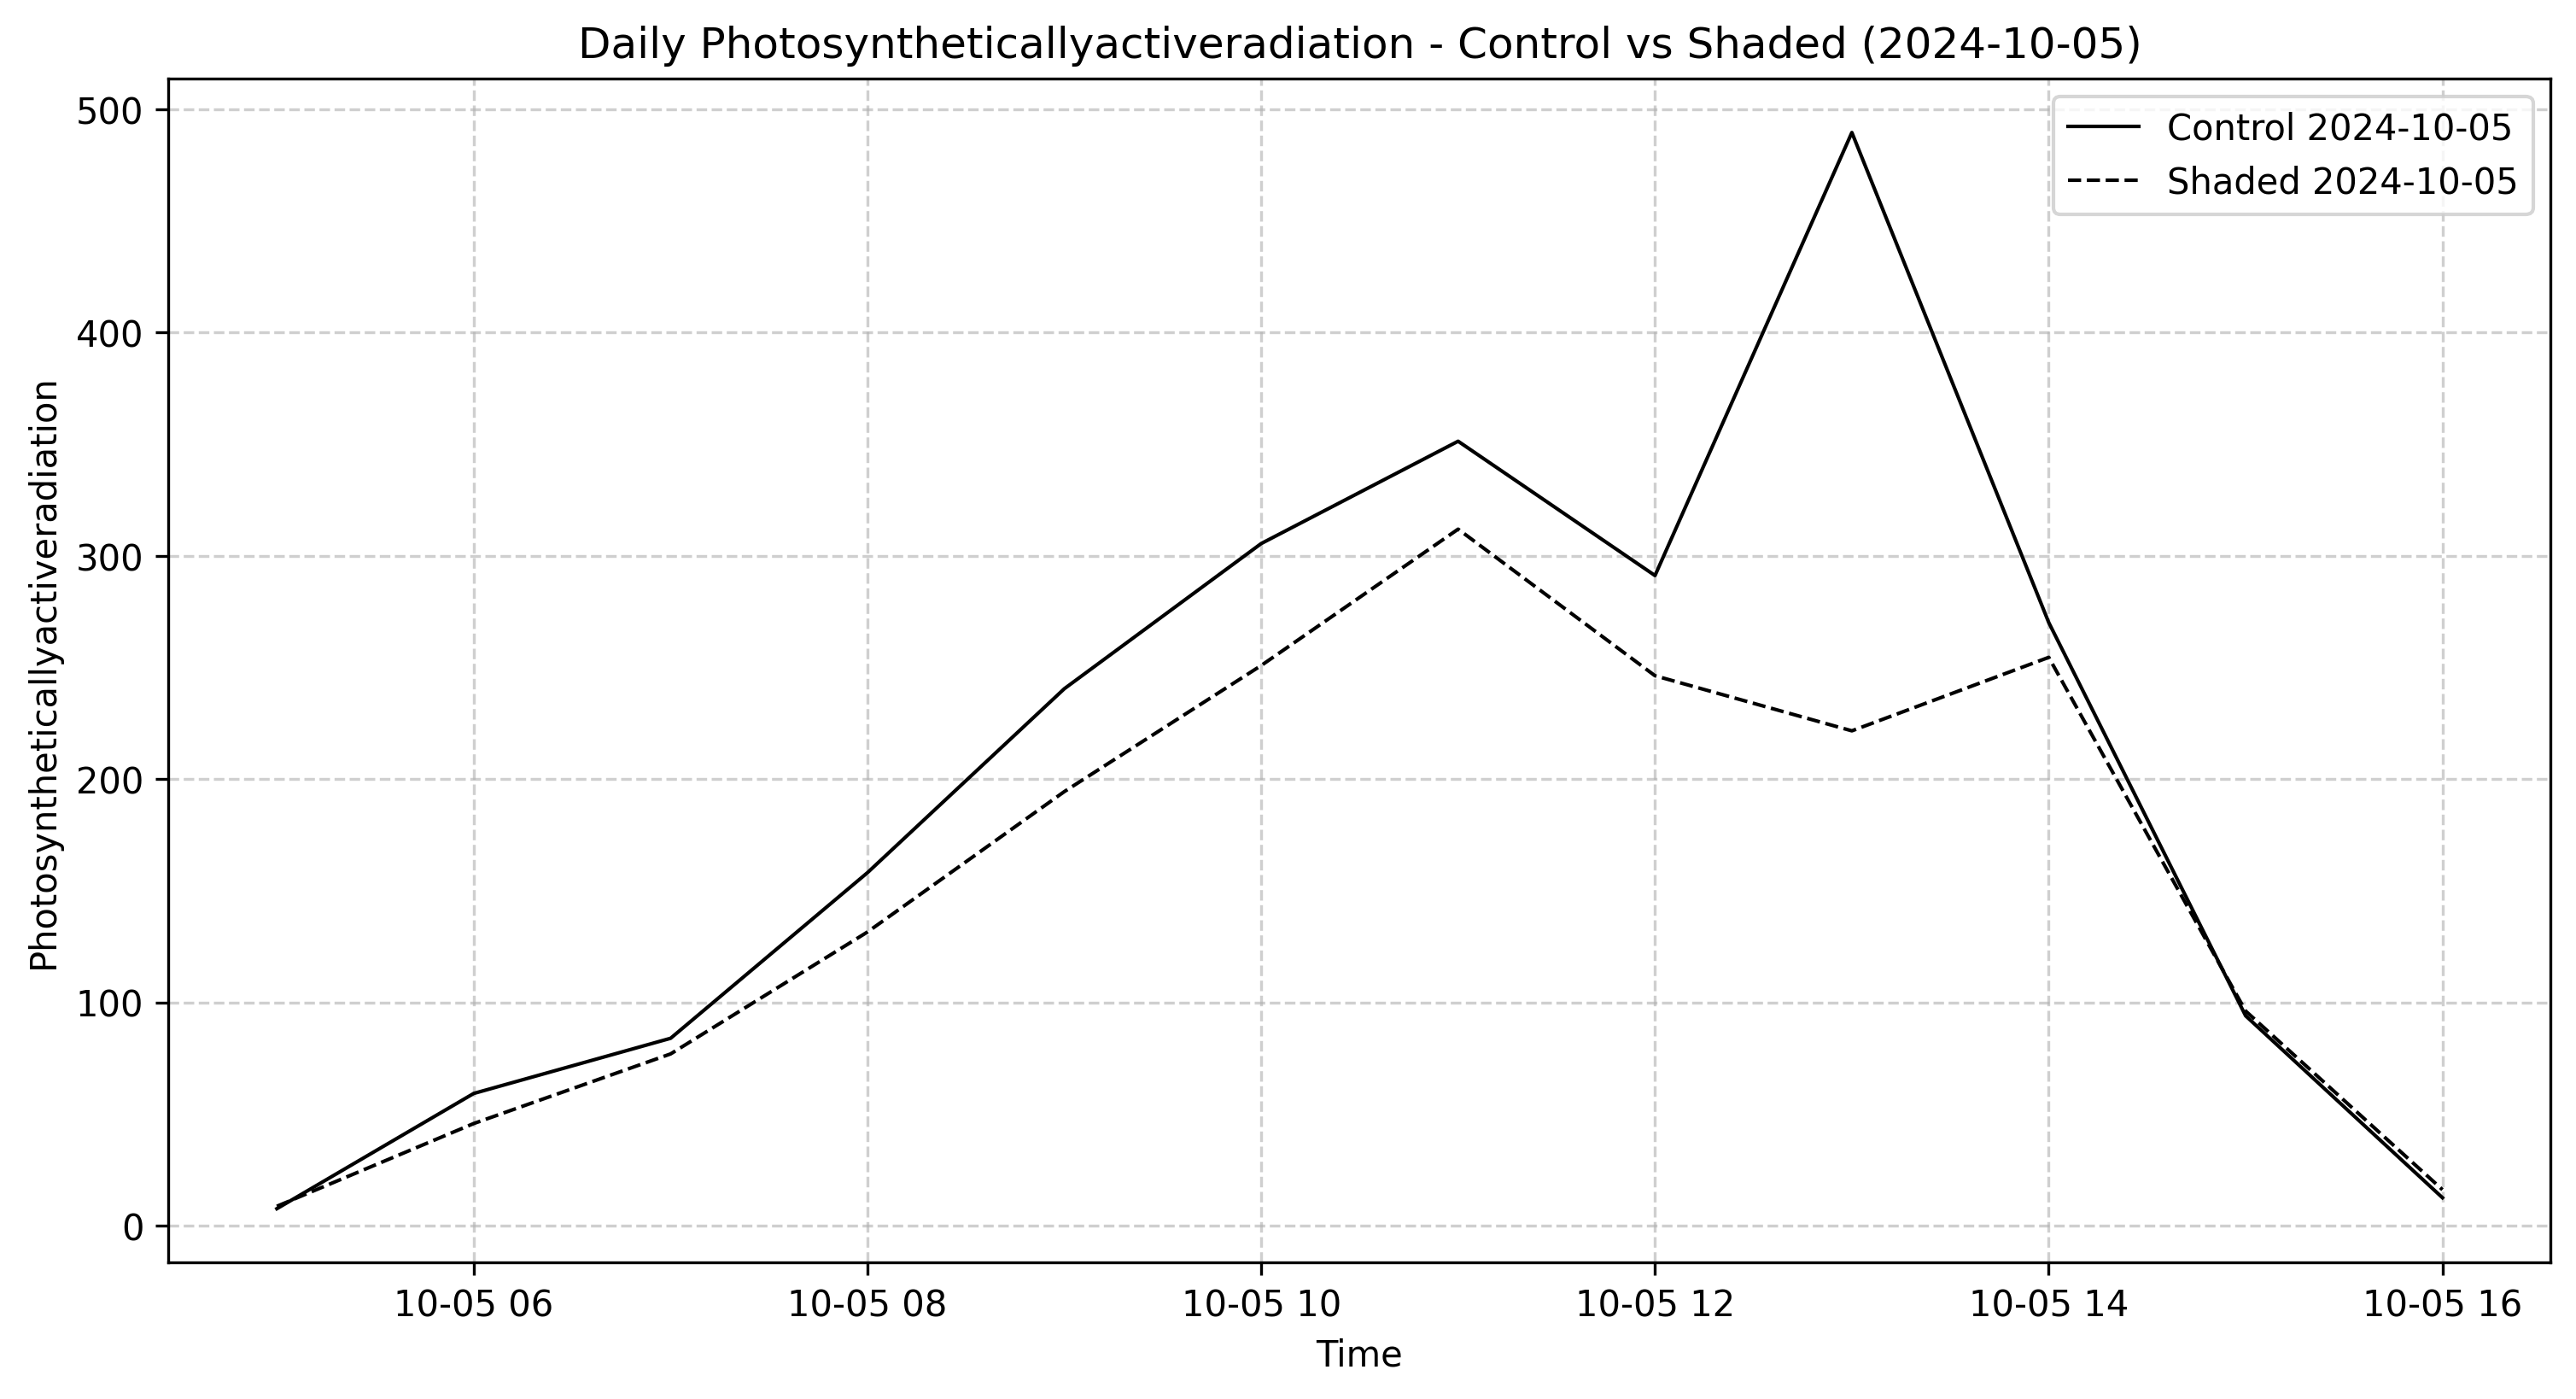 Daily Photosyntheticallyactiveradiation - Control vs Shaded (2024-10-05)
Control 2024-10-05
Shaded 2024-10-05
Photosyntheticallyactiveradiation
500
400
300
200
100
0
10-05 06
10-05 08
10-05 10
10-05 12
10-05 14
10-05 16
Time